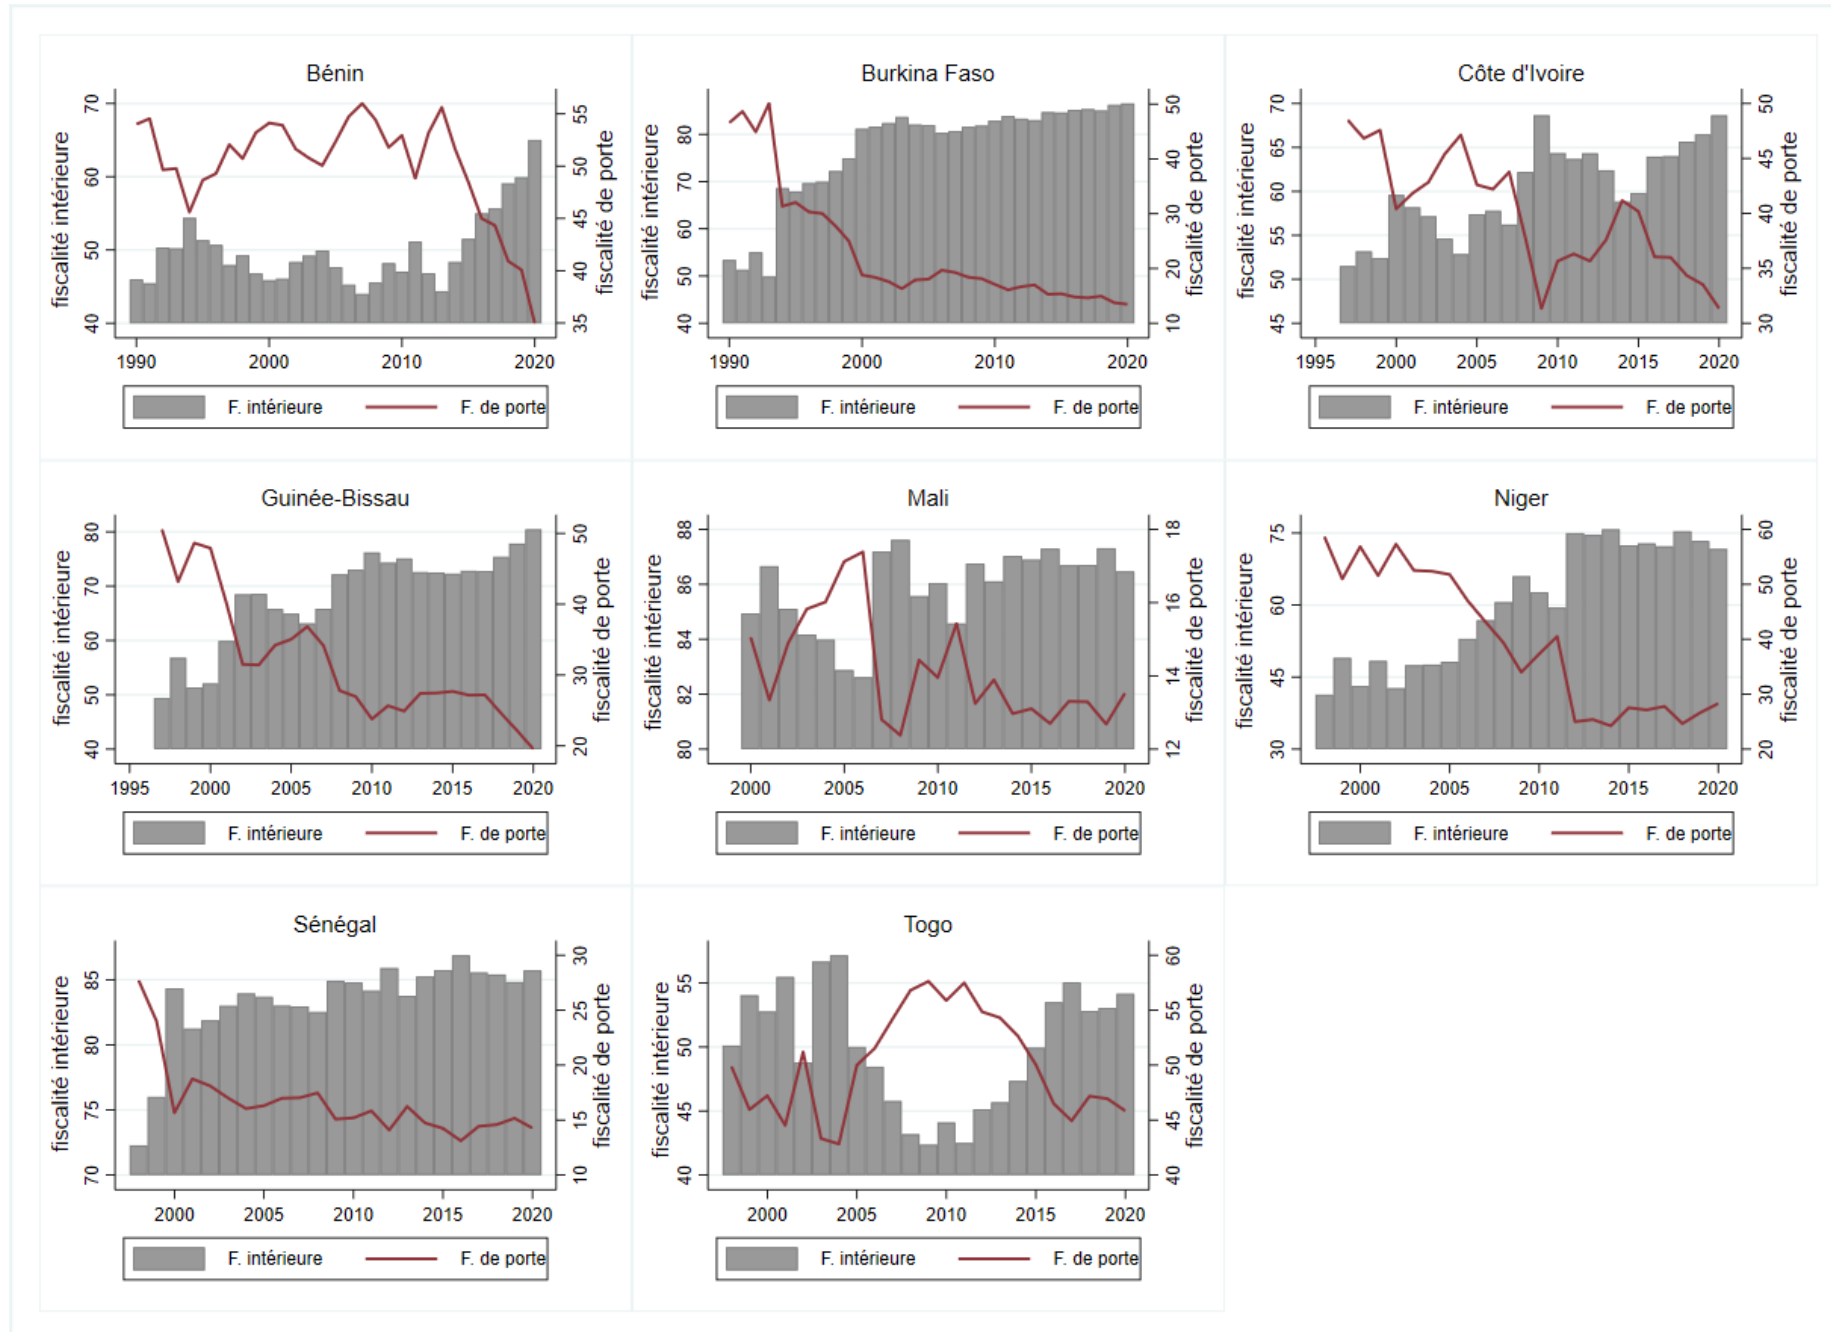 Bénin
fiscalité intérieure
70
60
50
40
55
50
45
40
35
fiscalité de porte
1990 2000 2010 2020
F. intérieure F. de porte
Burkina Faso
fiscalité intérieure
80
70
60
50
40
50
40
30
20
10
fiscalité de porte
1990 2000 2010 2020
F. intérieure F. de porte
Côte d'Ivoire
fiscalité intérieure
70
65
60
55
50
45
50
45
40
35
30
fiscalité de porte
1995 2000 2005 2010 2015 2020
F. intérieure F. de porte
Guinée-Bissau
fiscalité intérieure
80
70
60
50
40
50
40
30
20
fiscalité de porte
1995 2000 2005 2010 2015 2020
F. intérieure F. de porte
Mali
fiscalité intérieure
88
86
84
82
80
18
16
14
12
fiscalité de porte
2000 2005 2010 2015 2020
F. intérieure F. de porte
Niger
fiscalité intérieure
75
60
45
30
60
50
40
30
20
fiscalité de porte
2000 2005 2010 2015 2020
F. intérieure F. de porte
Sénégal
fiscalité intérieure
85
80
75
70
30
25
20
15
10
fiscalité de porte
2000 2005 2010 2015 2020
F. intérieure F. de porte
Togo
fiscalité intérieure
55
50
45
40
60
55
50
45
40
fiscalité de porte
2000 2005 2010 2015 2020
F. intérieure F. de porte